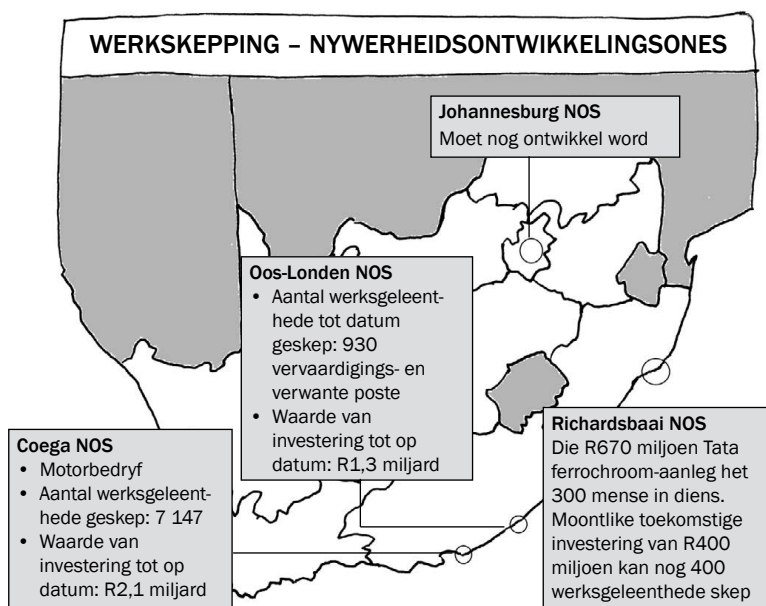 WERKSKEPPING – NYWERHEIDSONTWIKKELINGSONES
Johannesburg NOS
Moet nog ontwikkel word
Oos-Londen NOS
• Aantal werksgeleent-
hede tot datum
geskep: 930
vervaardigings- en
verwante poste
• Waarde van
investering tot op
datum: R1,3 miljard
Coega NOS
• Motorbedryf
• Aantal werksgeleent-
hede geskep: 7 147
• Waarde van
investering tot op
datum: R2,1 miljard
Richardsbaai NOS
Die R670 miljoen Tata
ferrochroom-aanleg het
300 mense in diens.
Moontlike toekomstige
investering van R400
miljoen kan nog 400
werksgeleenthede skep